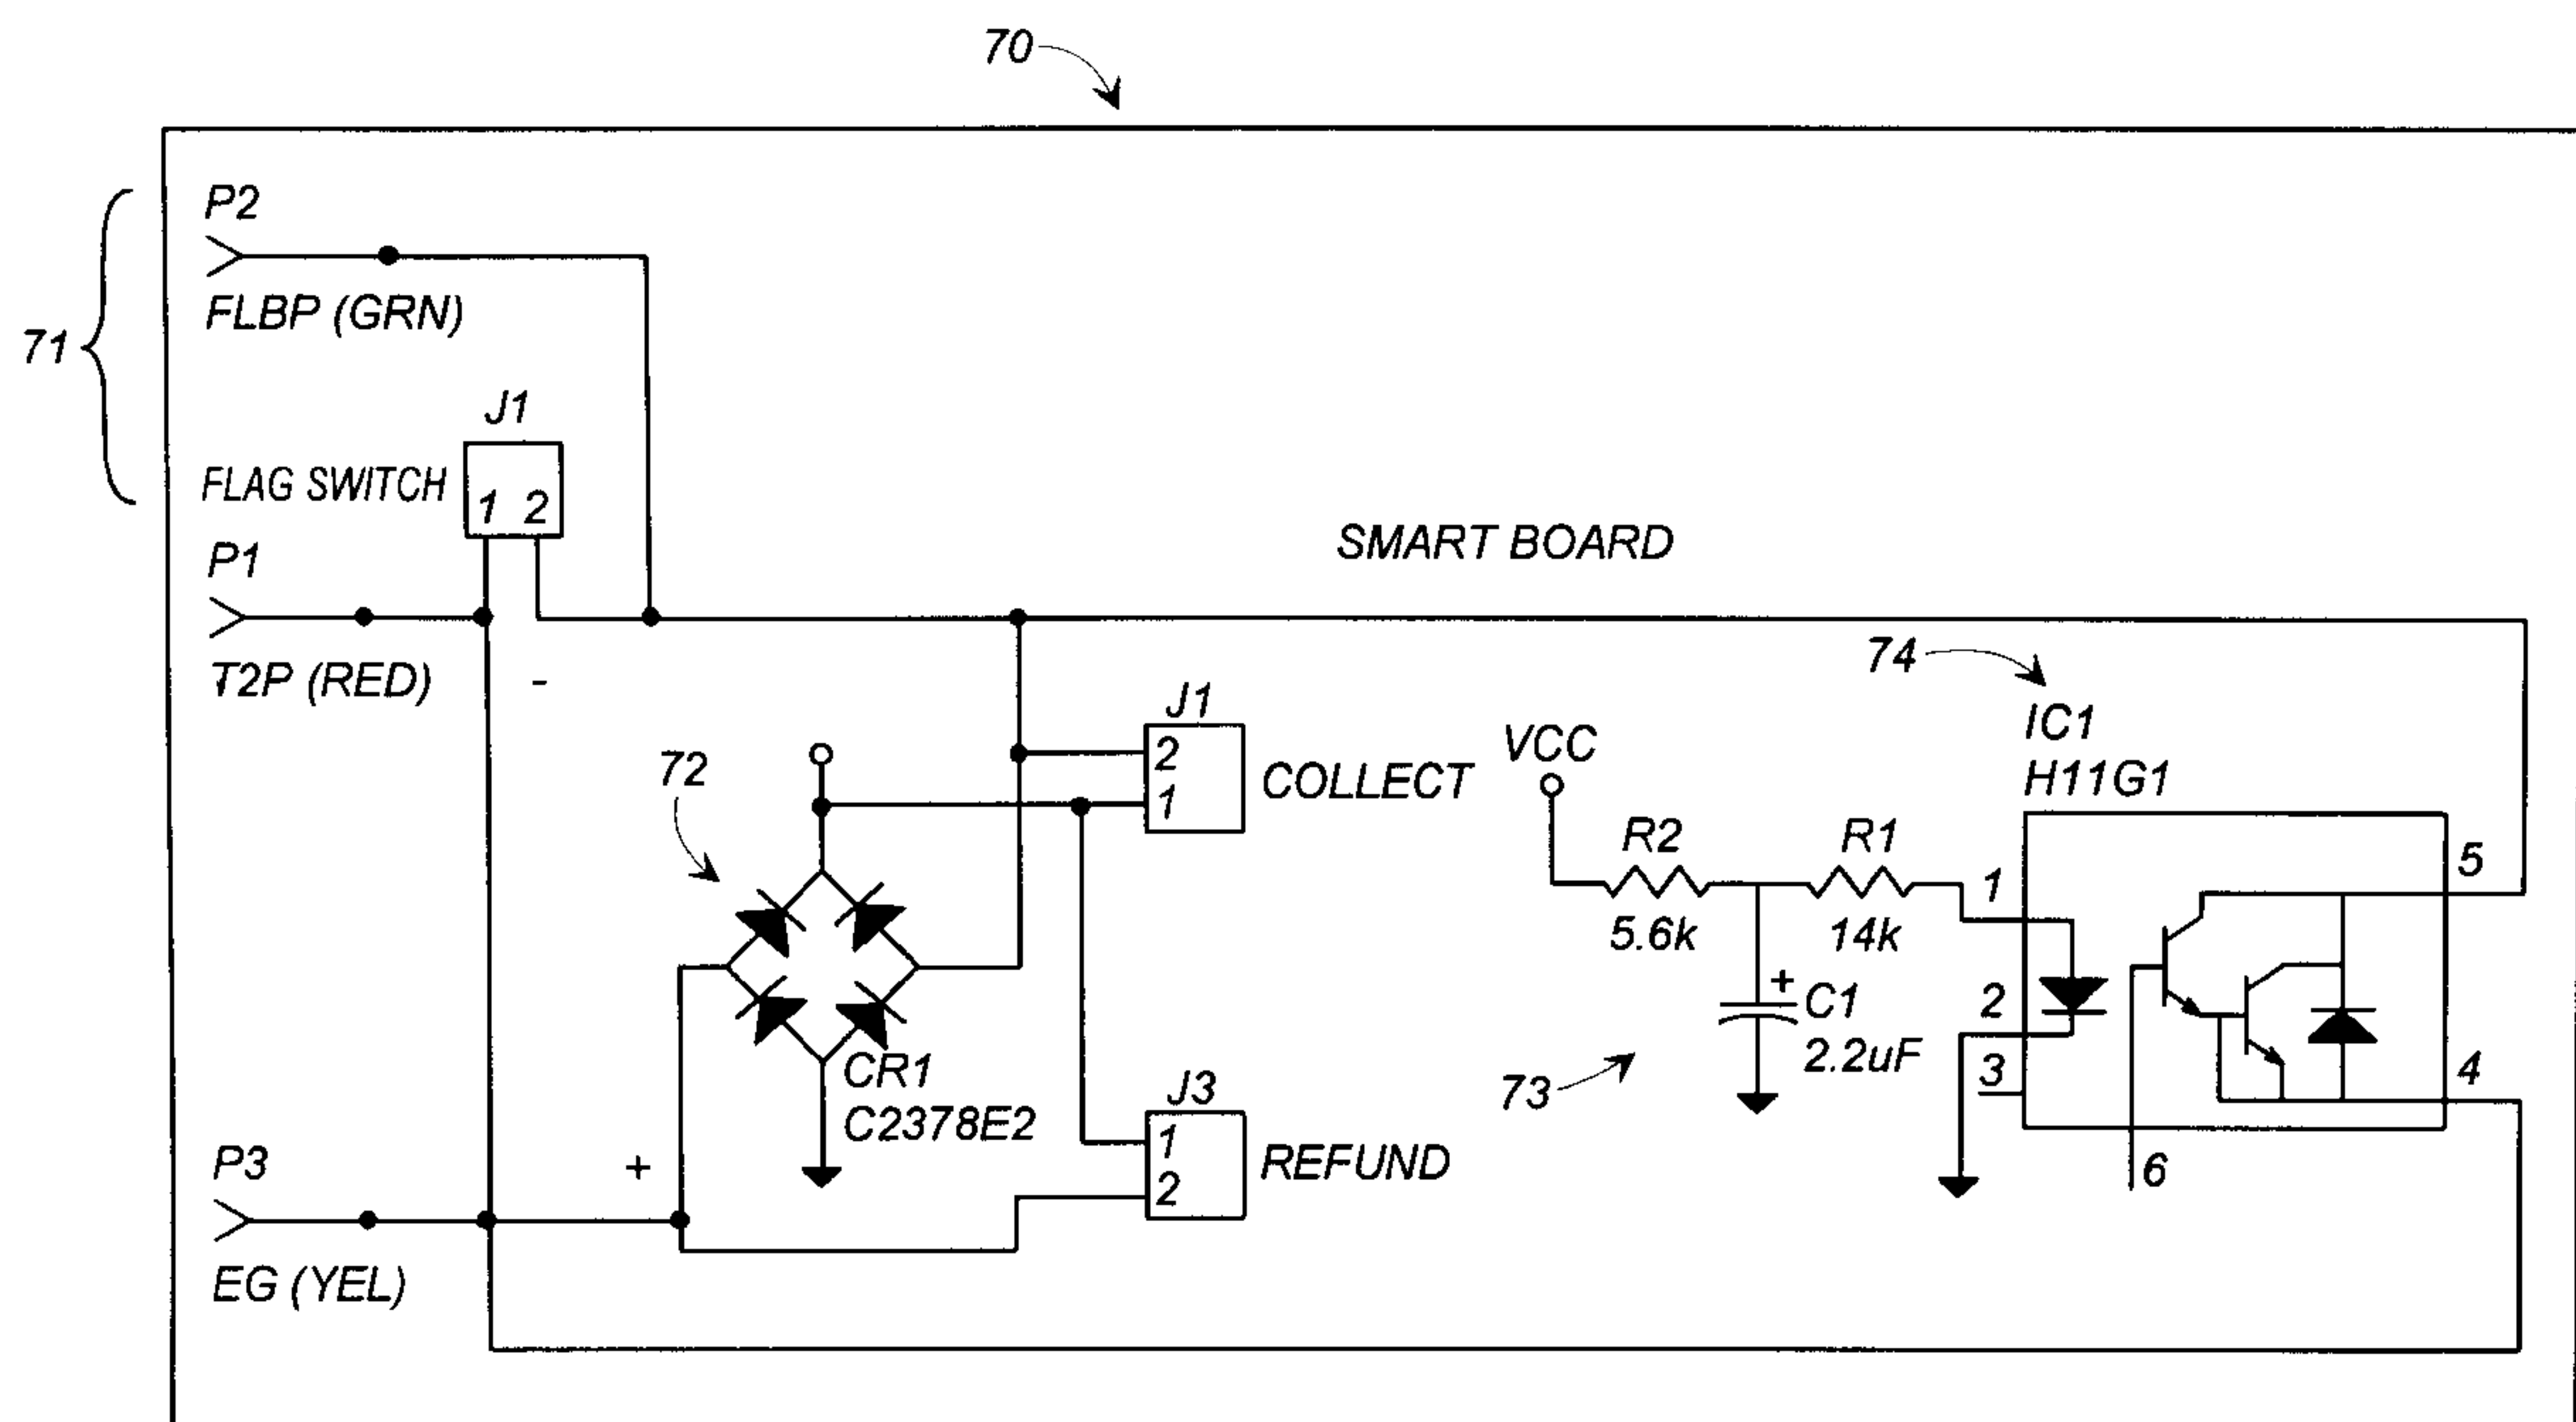 70
71
P2
FLBP (GRN)
J1
FLAG SWITCH
1 2
P1
T2P (RED)
-
SMART BOARD
72
J1
2
1
COLLECT
CR1
C2378E2
J3
1
2
REFUND
P3
+
EG (YEL)
VCC
R2
5.6k
R1
14k
+
C1
2.2uF
73
74
IC1
H11G1
1
2
3
5
4
6